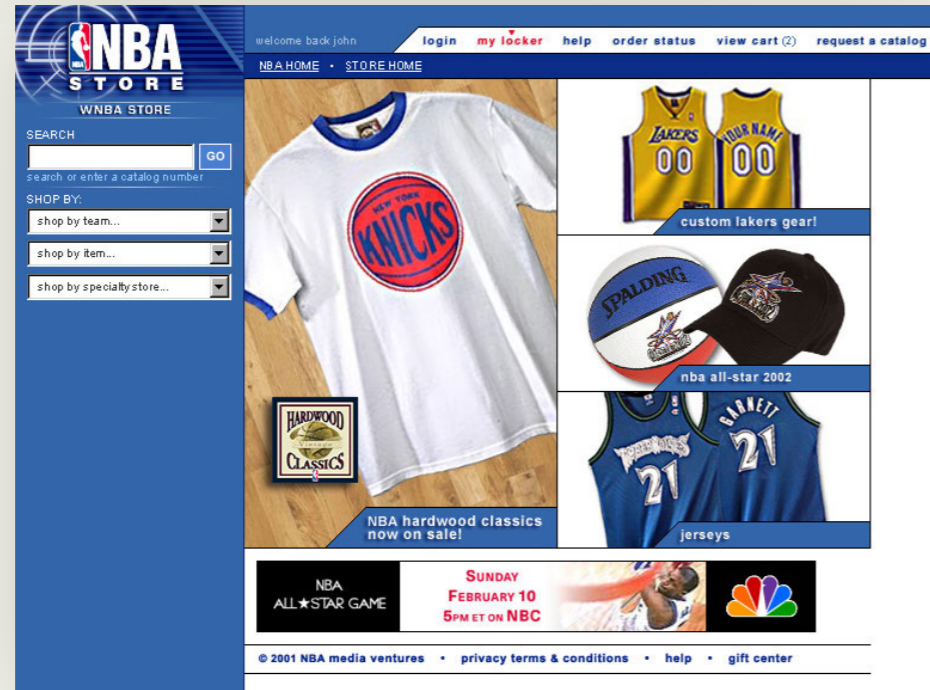 NBA
STORE
WNBA STORE
SEARCH
GO
search or enter a catalog number
SHOP BY:
shop by team...
shop by item...
shop by specialty store...
welcome back john
login my locker help order status view cart (2) request a catalog
NBA HOME • STORE HOME
NEW YORK
KNICKS
HARDWOOD
Vintage
CLASSICS
NBA hardwood classics
now on sale!
LAKERS
00
YOUR NAME
00
custom lakers gear!
SPALDING
nba all-star 2002
21
GARNETT
21
jerseys
NBA
ALL★STAR GAME
SUNDAY
FEBRUARY 10
5PM ET ON NBC
© 2001 NBA media ventures • privacy terms & conditions • help • gift center